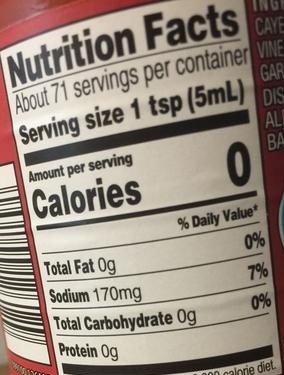 Nutrition Facts
About 71 servings per container
Serving size 1 tsp (5mL)
Amount per serving
Calories 0
% Daily Value*
Total Fat 0g 0%
Sodium 170mg 7%
Total Carbohydrate 0g 0%
Protein 0g
calorie diet.
CAYE
VINE
GAR
DIS
AL
BA